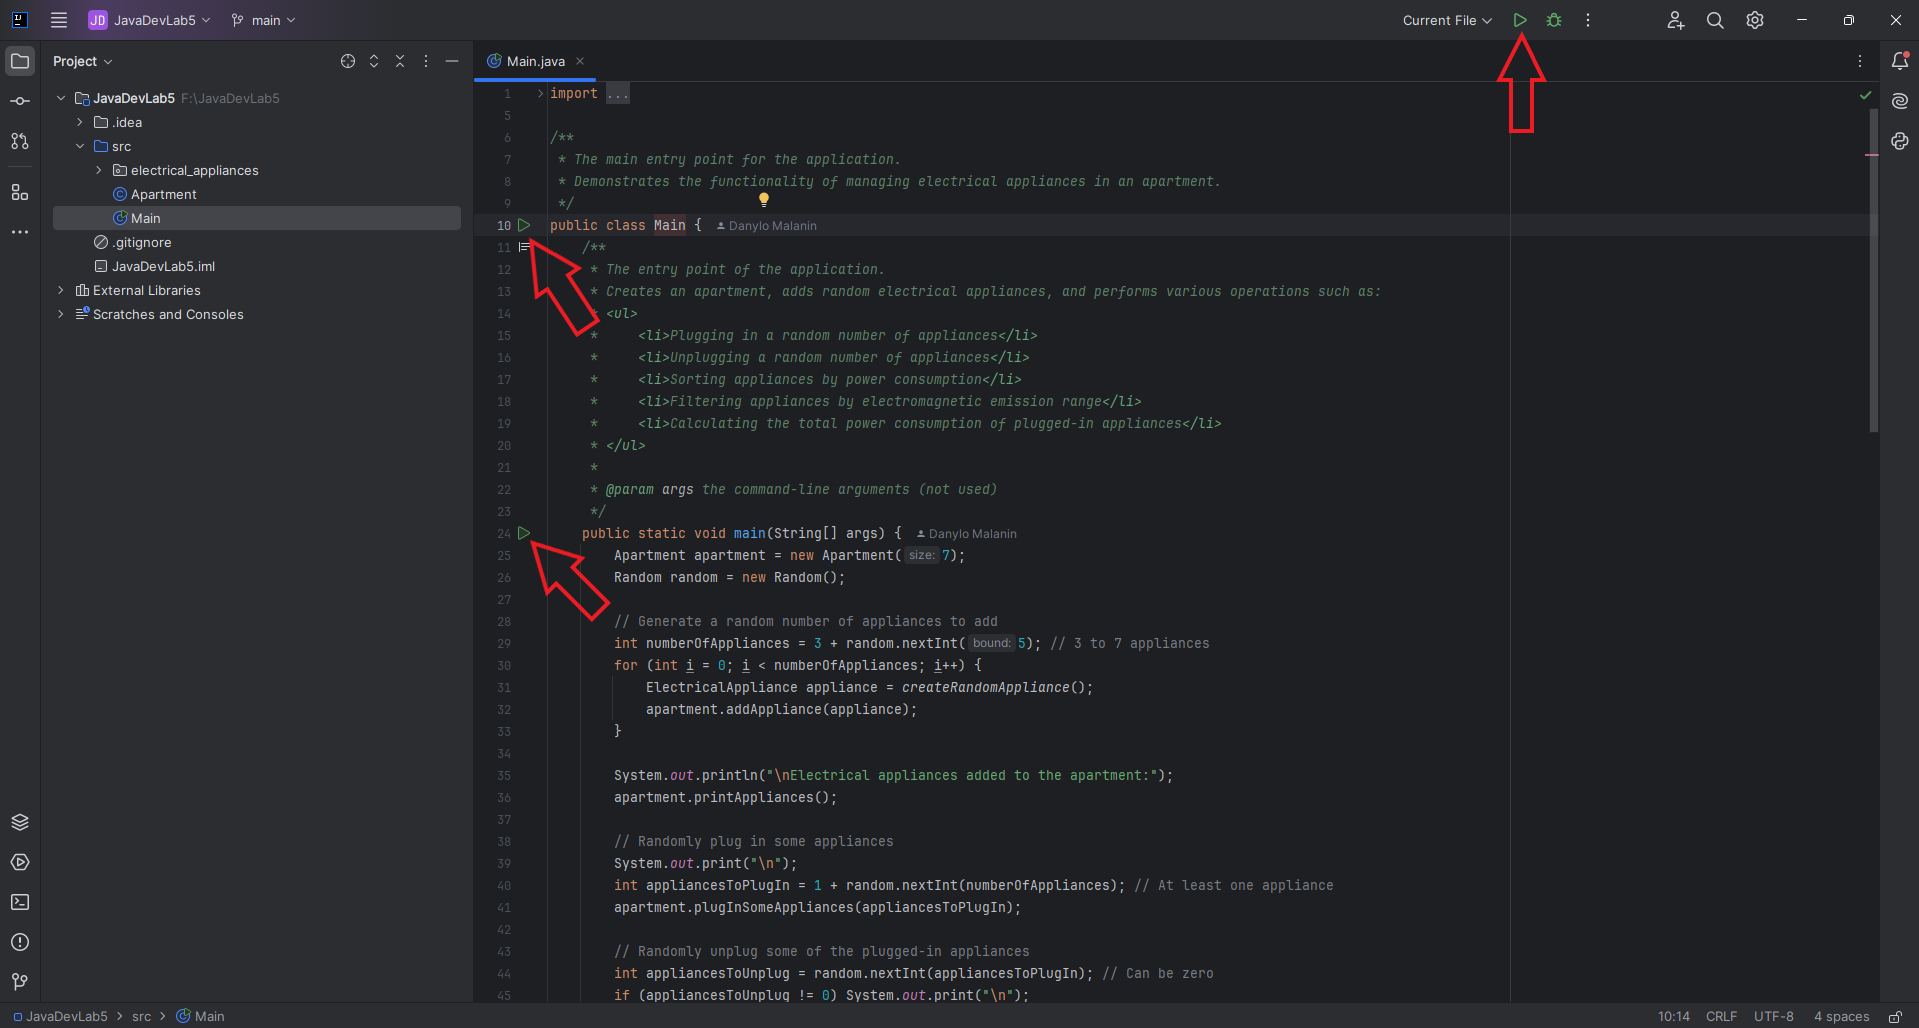 JD JavaDevLab5 main Current File
Project
Main.java
JavaDevLab5 F:\JavaDevLab5
.idea
src
electrical_appliances
Apartment
Main
.gitignore
JavaDevLab5.iml
External Libraries
Scratches and Consoles
1 import ...
5
6 /**
7 * The main entry point for the application.
8 * Demonstrates the functionality of managing electrical appliances in an apartment.
9 */
10 public class Main { Danylo Malanin
11 /**
12 * The entry point of the application.
13 * Creates an apartment, adds random electrical appliances, and performs various operations such as:
14 * <ul>
15 * <li>Plugging in a random number of appliances</li>
16 * <li>Unplugging a random number of appliances</li>
17 * <li>Sorting appliances by power consumption</li>
18 * <li>Filtering appliances by electromagnetic emission range</li>
19 * <li>Calculating the total power consumption of plugged-in appliances</li>
20 * </ul>
21 *
22 * @param args the command-line arguments (not used)
23 */
24 public static void main(String[] args) { Danylo Malanin
25 Apartment apartment = new Apartment( size: 7);
26 Random random = new Random();
27
28 // Generate a random number of appliances to add
29 int numberOfAppliances = 3 + random.nextInt( bound: 5); // 3 to 7 appliances
30 for (int i = 0; i < numberOfAppliances; i++) {
31 ElectricalAppliance appliance = createRandomAppliance();
32 apartment.addAppliance(appliance);
33 }
34
35 System.out.println("\nElectrical appliances added to the apartment:");
36 apartment.printAppliances();
37
38 // Randomly plug in some appliances
39 System.out.print("\n");
40 int appliancesToPlugIn = 1 + random.nextInt(numberOfAppliances); // At least one appliance
41 apartment.plugInSomeAppliances(appliancesToPlugIn);
42
43 // Randomly unplug some of the plugged-in appliances
44 int appliancesToUnplug = random.nextInt(appliancesToPlugIn); // Can be zero
45 if (appliancesToUnplug != 0) System.out.print("\n");
JavaDevLab5 > src > Main 10:14 CRLF UTF-8 4 spaces